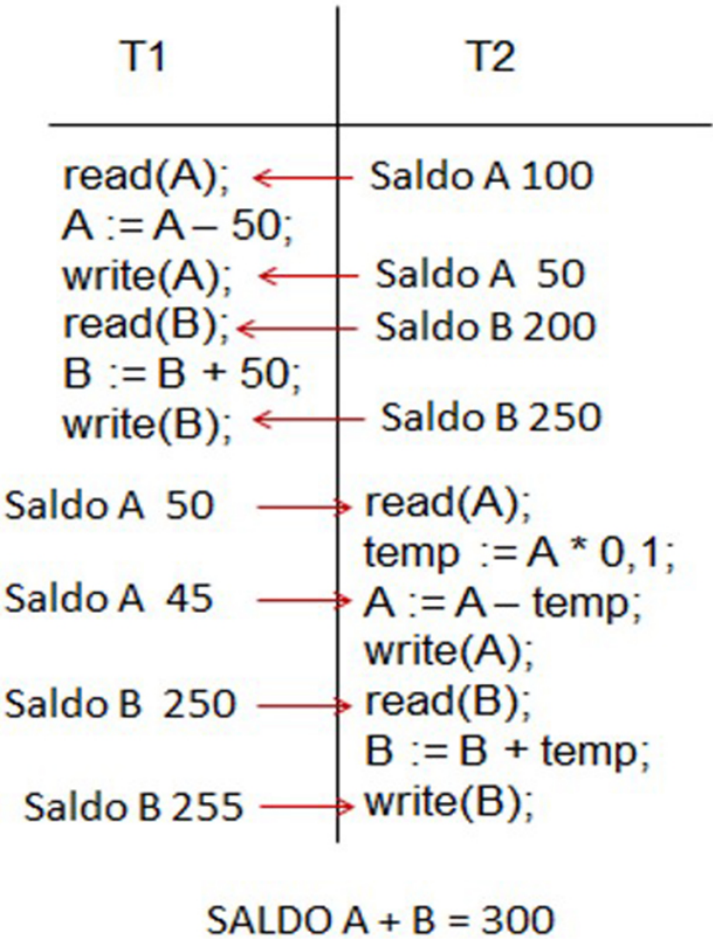 T1 T2
read(A); Saldo A 100
A := A – 50;
write(A); Saldo A 50
read(B); Saldo B 200
B := B + 50;
write(B); Saldo B 250
Saldo A 50 read(A);
temp := A * 0,1;
Saldo A 45 A := A – temp;
write(A);
Saldo B 250 read(B);
B := B + temp;
Saldo B 255 write(B);
SALDO A + B = 300